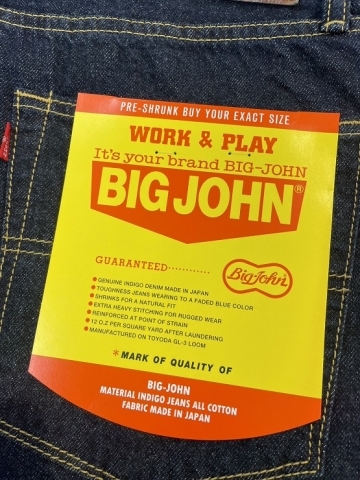 PRE-SHRUNK BUY YOUR EXACT SIZE
WORK & PLAY
It's your brand BIG-JOHN
BIG JOHN®
GUARANTEED............
Big-John
GENUINE INDIGO DENIM MADE IN JAPAN
TOUGHNESS JEANS WEARING TO A FADED BLUE COLOR
SHRINKS FOR A NATURAL FIT
EXTRA HEAVY STITCHING FOR RUGGED WEAR
REINFORCED AT POINT OF STRAIN
12 O.Z PER SQUARE YARD AFTER LAUNDERING
MANUFACTURED ON TOYODA GL-3 LOOM
*MARK OF QUALITY OF
BIG-JOHN
MATERIAL INDIGO JEANS ALL COTTON
FABRIC MADE IN JAPAN